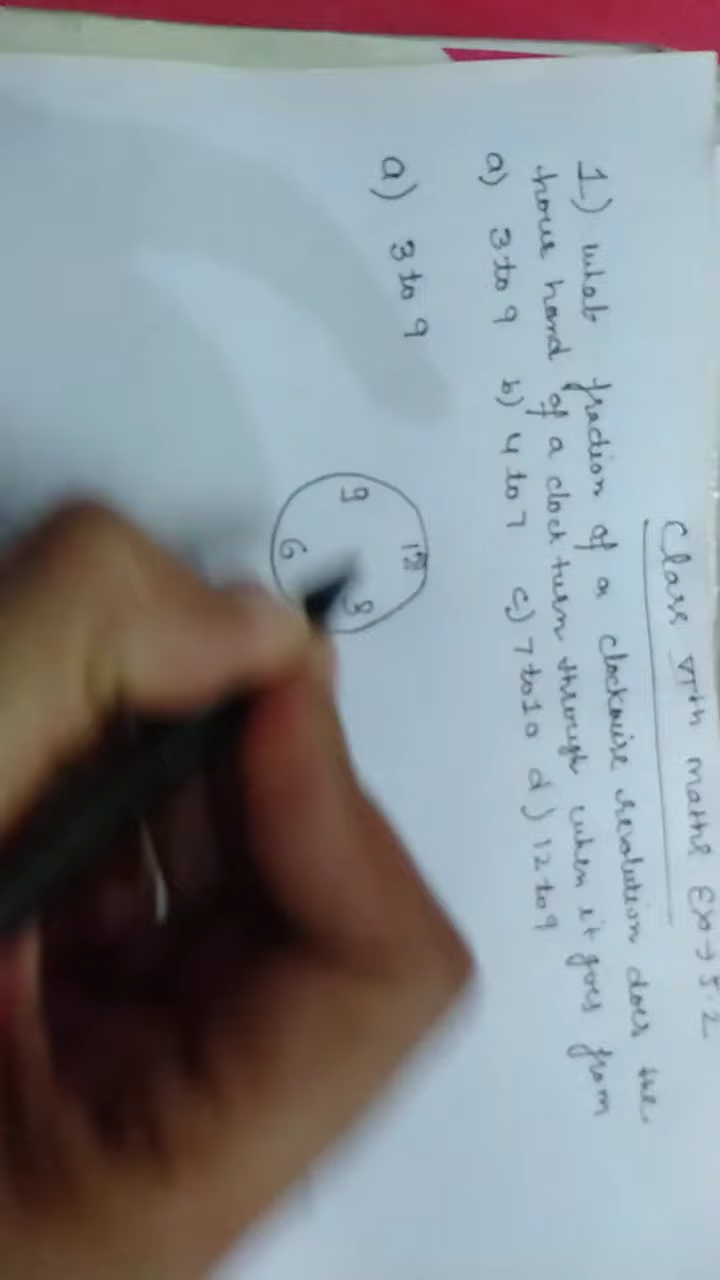 Class VIth maths Ex→ 5.2
1.) what fraction of a clockwise revolution does the
hour hand of a clock turn through when it goes from
a) 3 to 9 b) 4 to 7 c) 7 to 10 d) 12 to 9
a) 3 to 9
12
9 3
6